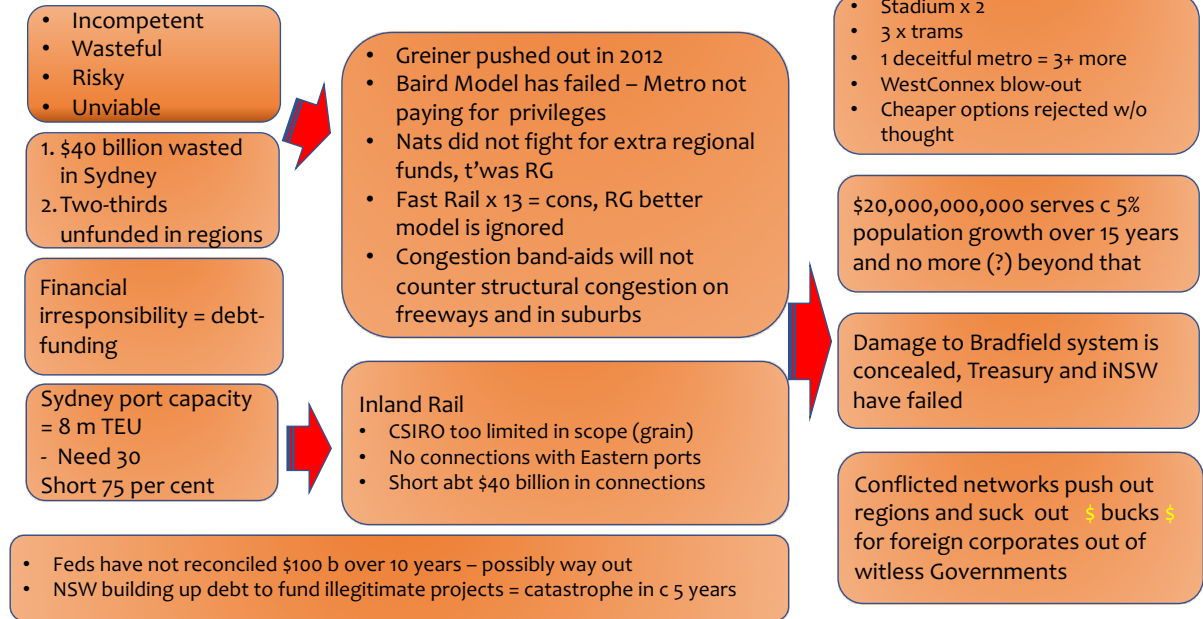 • Incompetent
• Wasteful
• Risky
• Unviable
1. $40 billion wasted
in Sydney
2. Two-thirds
unfunded in regions
Financial
irresponsibility = debt-
funding
Sydney port capacity
= 8 m TEU
- Need 30
Short 75 per cent
• Greiner pushed out in 2012
• Baird Model has failed – Metro not
paying for privileges
• Nats did not fight for extra regional
funds, t’was RG
• Fast Rail x 13 = cons, RG better
model is ignored
• Congestion band-aids will not
counter structural congestion on
freeways and in suburbs
Inland Rail
• CSIRO too limited in scope (grain)
• No connections with Eastern ports
• Short abt $40 billion in connections
• Stadium x 2
• 3 x trams
• 1 deceitful metro = 3+ more
• WestConnex blow-out
• Cheaper options rejected w/o
thought
$20,000,000,000 serves c 5%
population growth over 15 years
and no more (?) beyond that
Damage to Bradfield system is
concealed, Treasury and iNSW
have failed
Conflicted networks push out
regions and suck out $ bucks $
for foreign corporates out of
witless Governments
• Feds have not reconciled $100 b over 10 years – possibly way out
• NSW building up debt to fund illegitimate projects = catastrophe in c 5 years